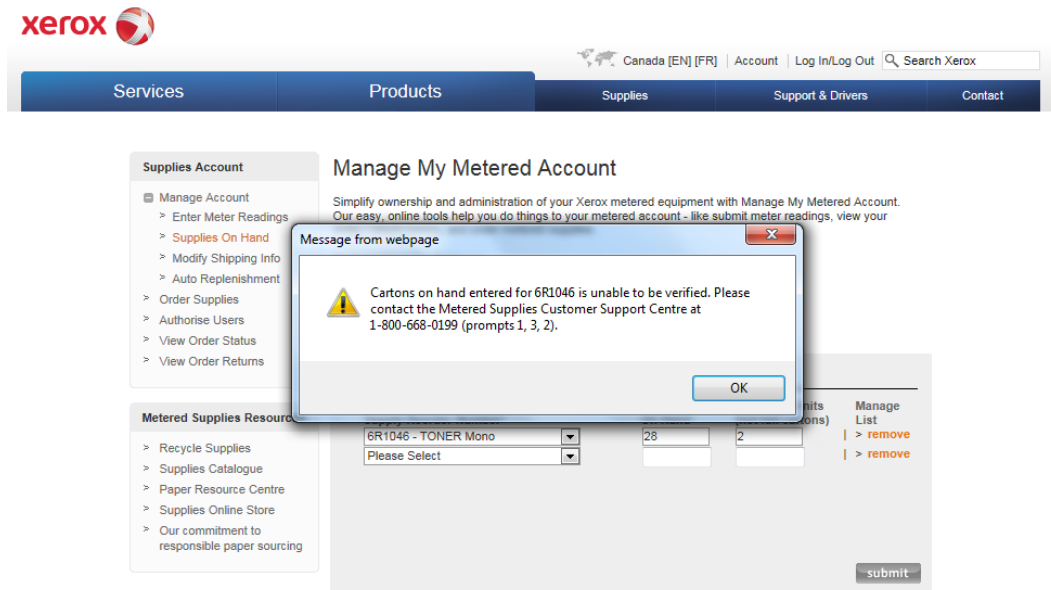 xerox
Canada [EN] [FR] | Account | Log In/Log Out Search Xerox
Services Products Supplies Support & Drivers Contact
Supplies Account
Manage Account
> Enter Meter Readings
> Supplies On Hand
> Modify Shipping Info
> Auto Replenishment
> Order Supplies
> Authorise Users
> View Order Status
> View Order Returns
Metered Supplies
> Recycle Supplies
> Supplies Catalogue
> Paper Resource Centre
> Supplies Online Store
> Our commitment to
responsible paper sourcing
Manage My Metered Account
Simplify ownership and administration of your Xerox metered equipment with Manage My Metered Account.
Our easy, online tools help you do things to your metered account - like submit meter readings, view your
Message from webpage
Cartons on hand entered for 6R1046 is unable to be verified. Please
contact the Metered Supplies Customer Support Centre at
1-800-668-0199 (prompts 1, 3, 2).
OK
Manage
List
6R1046 - TONER Mono 28 2 | > remove
Please Select | > remove
submit